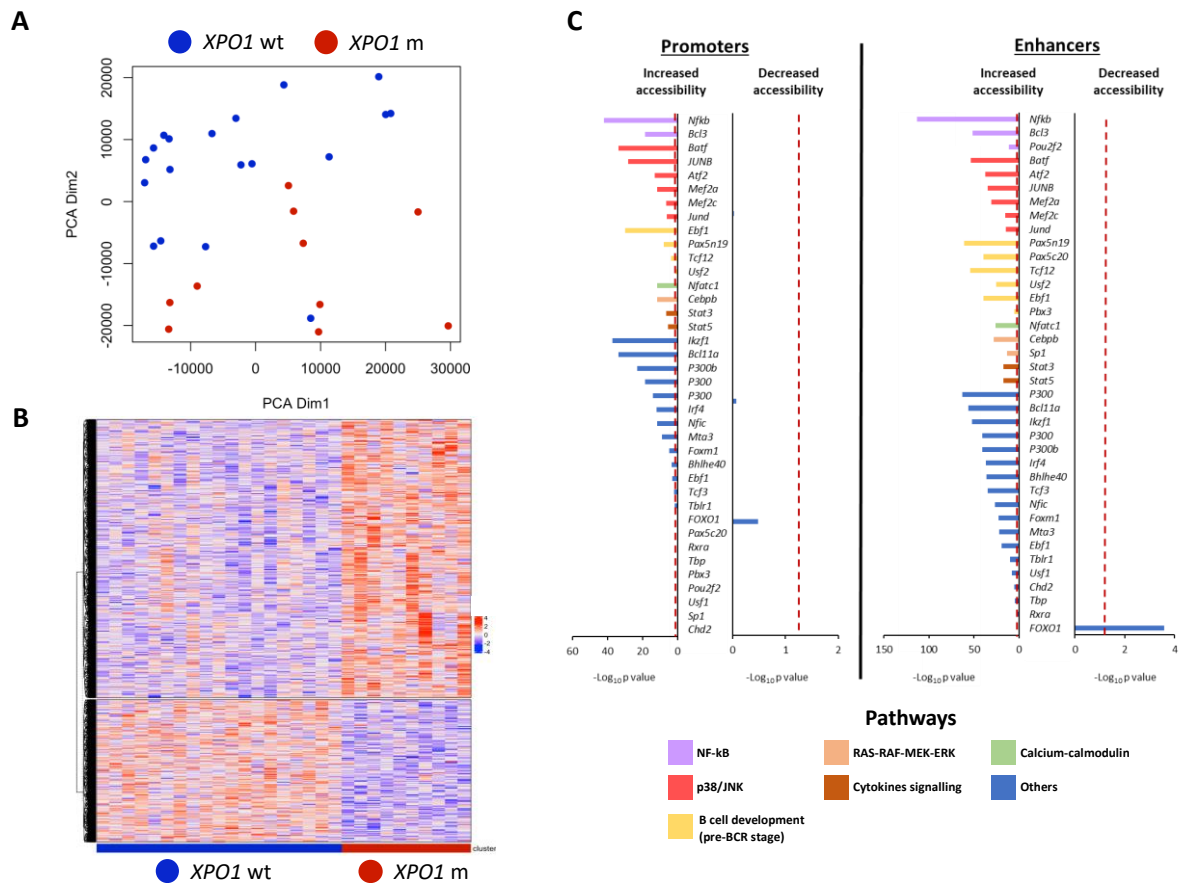 A
XPO1 wt
XPO1 m
PCA Dim2
20000
10000
0
-10000
-20000
-10000
0
10000
20000
30000
PCA Dim1
B
4
2
0
-2
-4
cluster
XPO1 wt
XPO1 m
C
Promoters
Increased
accessibility
Decreased
accessibility
Nfkb
Bcl3
Batf
JUNB
Atf2
Mef2a
Mef2c
Jund
Ebf1
Pax5n19
Tcf12
Usf2
Nfatc1
Cebpb
Stat3
Stat5
Ikzf1
Bcl11a
P300b
P300
P300
Irf4
Nfic
Mta3
Foxm1
Bhlhe40
Ebf1
Tcf3
Tblr1
FOXO1
Pax5c20
Rxra
Tbp
Pbx3
Pou2f2
Usf1
Sp1
Chd2
60 40 20 0
0 1 2
-Log10 p value
-Log10 p value
Enhancers
Increased
accessibility
Decreased
accessibility
Nfkb
Bcl3
Pou2f2
Batf
Atf2
JUNB
Mef2a
Mef2c
Jund
Pax5n19
Pax5c20
Tcf12
Usf2
Ebf1
Pbx3
Nfatc1
Cebpb
Sp1
Stat3
Stat5
P300
Bcl11a
Ikzf1
P300
P300b
Irf4
Bhlhe40
Tcf3
Nfic
Foxm1
Mta3
Ebf1
Tblr1
Usf1
Chd2
Tbp
Rxra
FOXO1
150 100 50 0
0 2 4
-Log10 p value
-Log10 p value
Pathways
NF-kB
RAS-RAF-MEK-ERK
Calcium-calmodulin
p38/JNK
Cytokines signalling
Others
B cell development
(pre-BCR stage)